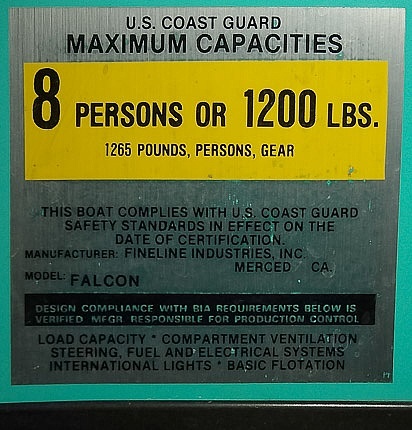 U.S. COAST GUARD
MAXIMUM CAPACITIES
8 PERSONS OR 1200 LBS.
1265 POUNDS, PERSONS, GEAR
THIS BOAT COMPLIES WITH U.S. COAST GUARD
SAFETY STANDARDS IN EFFECT ON THE
DATE OF CERTIFICATION.
MANUFACTURER: FINELINE INDUSTRIES, INC.
MERCED CA.
MODEL: FALCON
DESIGN COMPLIANCE WITH BIA REQUIREMENTS BELOW IS
VERIFIED. MFGR. RESPONSIBLE FOR PRODUCTION CONTROL
LOAD CAPACITY * COMPARTMENT VENTILATION
STEERING, FUEL AND ELECTRICAL SYSTEMS
INTERNATIONAL LIGHTS * BASIC FLOTATION